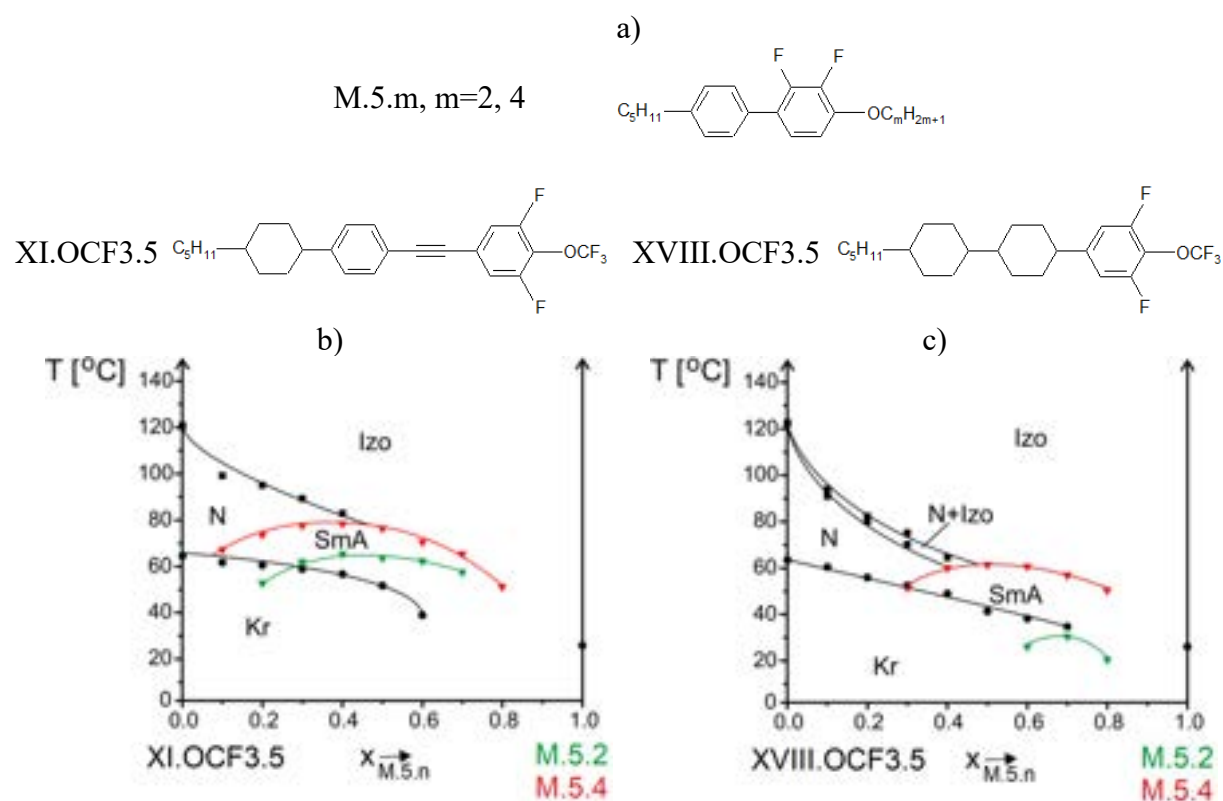 a)
F F
M.5.m, m=2, 4
C5H11 OCmH2m+1
F F
XI.OCF3.5 C5H11 OCF3 XVIII.OCF3.5 C5H11 OCF3
F F
b) c)
T [°C] T [°C]
140 140
120 Izo 120 Izo
100 100
N N+Izo
80 80
SmA N
60 60
SmA
40 40
Kr Kr
20 20
0 0
0.0 0.2 0.4 0.6 0.8 1.0 0.0 0.2 0.4 0.6 0.8 1.0
XI.OCF3.5 x M.5.n M.5.2 XVIII.OCF3.5 x M.5.n M.5.2
M.5.4 M.5.4